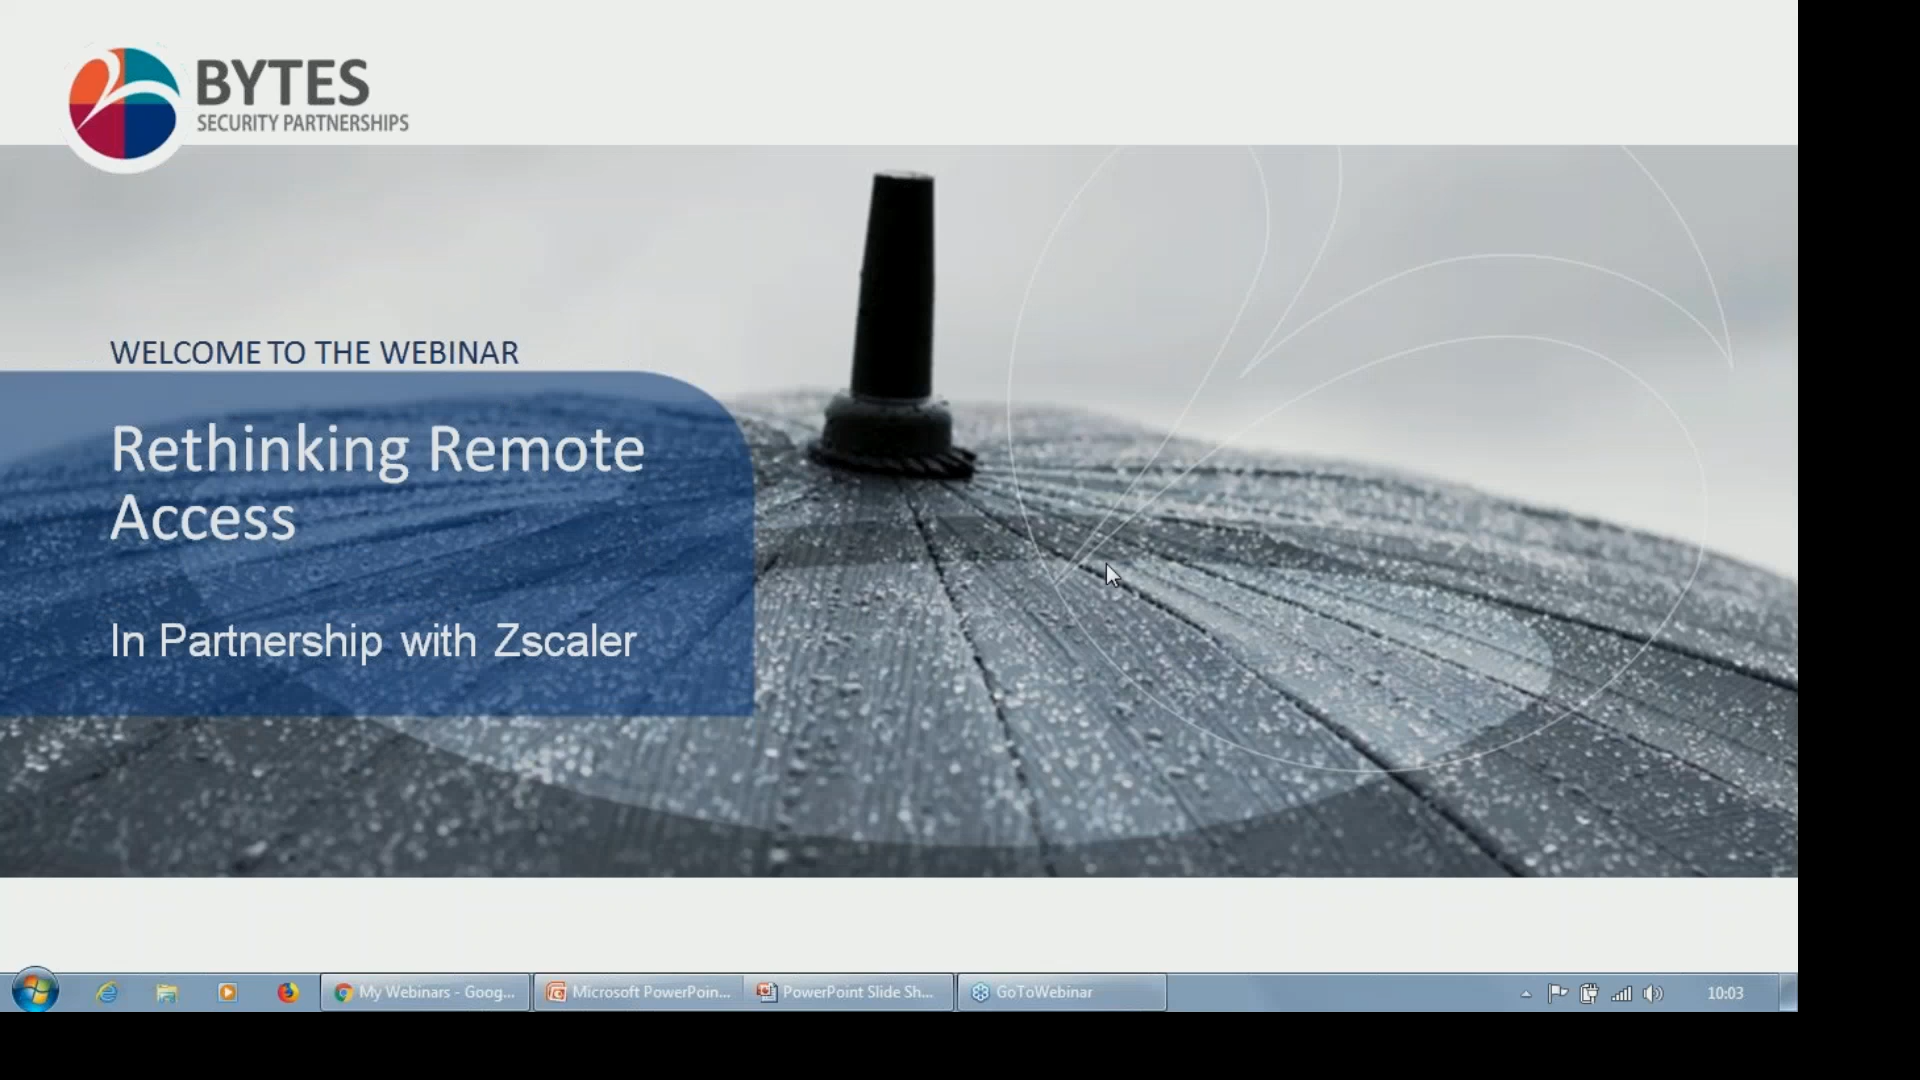 BYTES
SECURITY PARTNERSHIPS
WELCOME TO THE WEBINAR
Rethinking Remote
Access
In Partnership with Zscaler
My Webinars - Goog...
Microsoft PowerPoin...
PowerPoint Slide Sh...
GoToWebinar
10:03